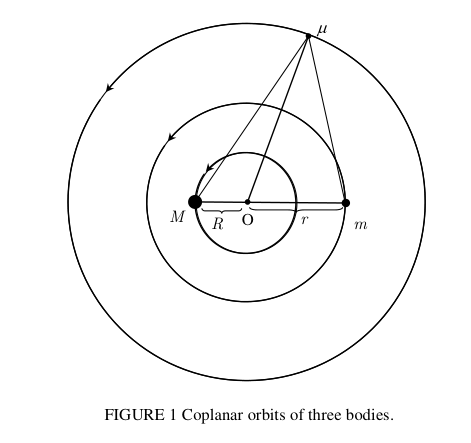 μ
M
R
O
r
m
FIGURE 1 Coplanar orbits of three bodies.